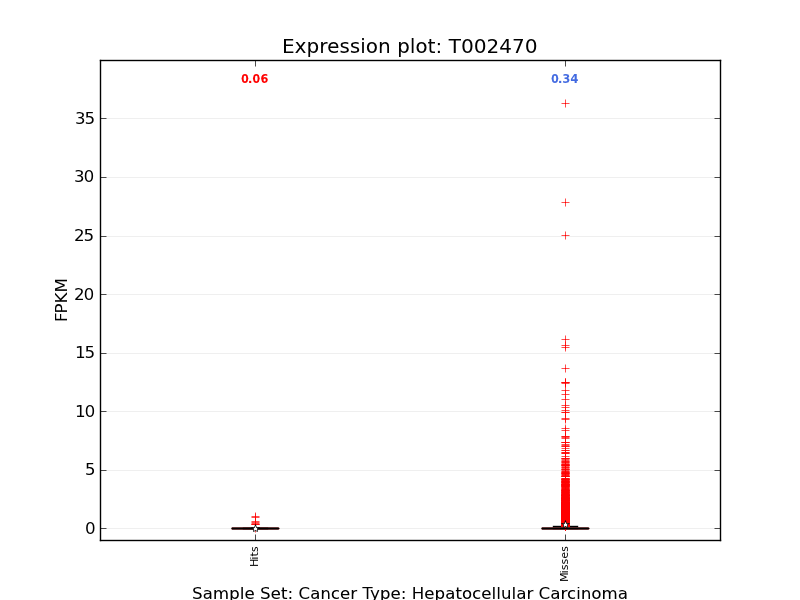 Expression plot: T002470
0.06
0.34
35
30
25
20
15
10
5
0
FPKM
Hits
Misses
Sample Set: Cancer Type: Hepatocellular Carcinoma